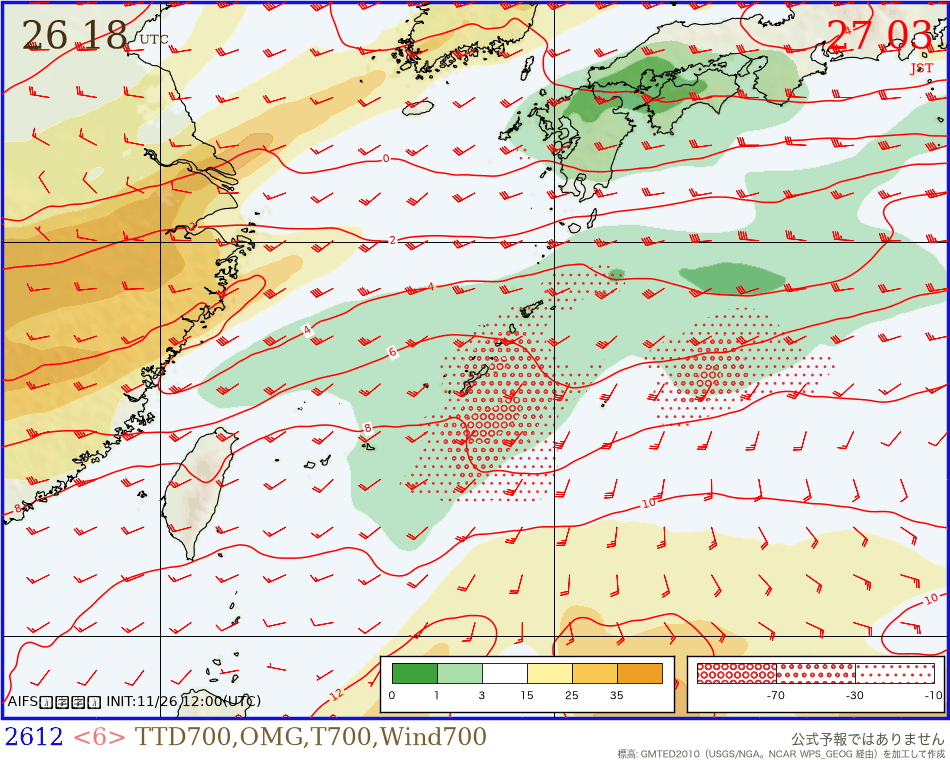 26 18 UTC
27 03
JST
4
0
2
2
4
4
6
8
8
10
10
12
0 1 3 15 25 35
-70 -30 -10
AIFS INIT:11/26 12:00(UTC)
2612 <6> TTD700,OMG,T700,Wind700
公式予報ではありません
標高: GMTED2010（USGS/NGA。NCAR WPS_GEOG 経由）を加工して作成